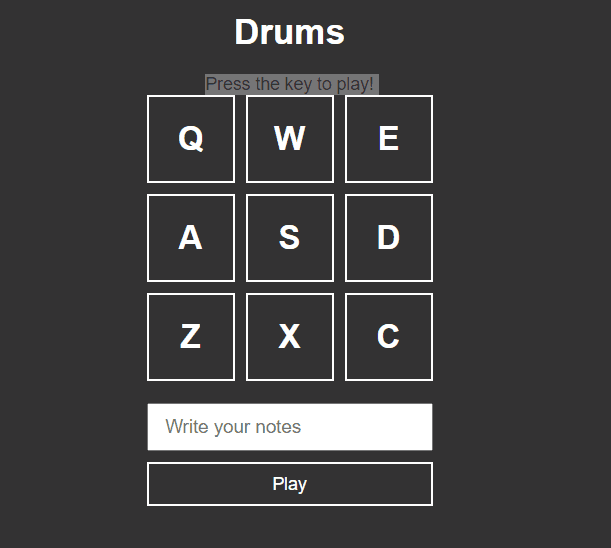 Drums
Press the key to play!
Q W E
A S D
Z X C
Write your notes
Play